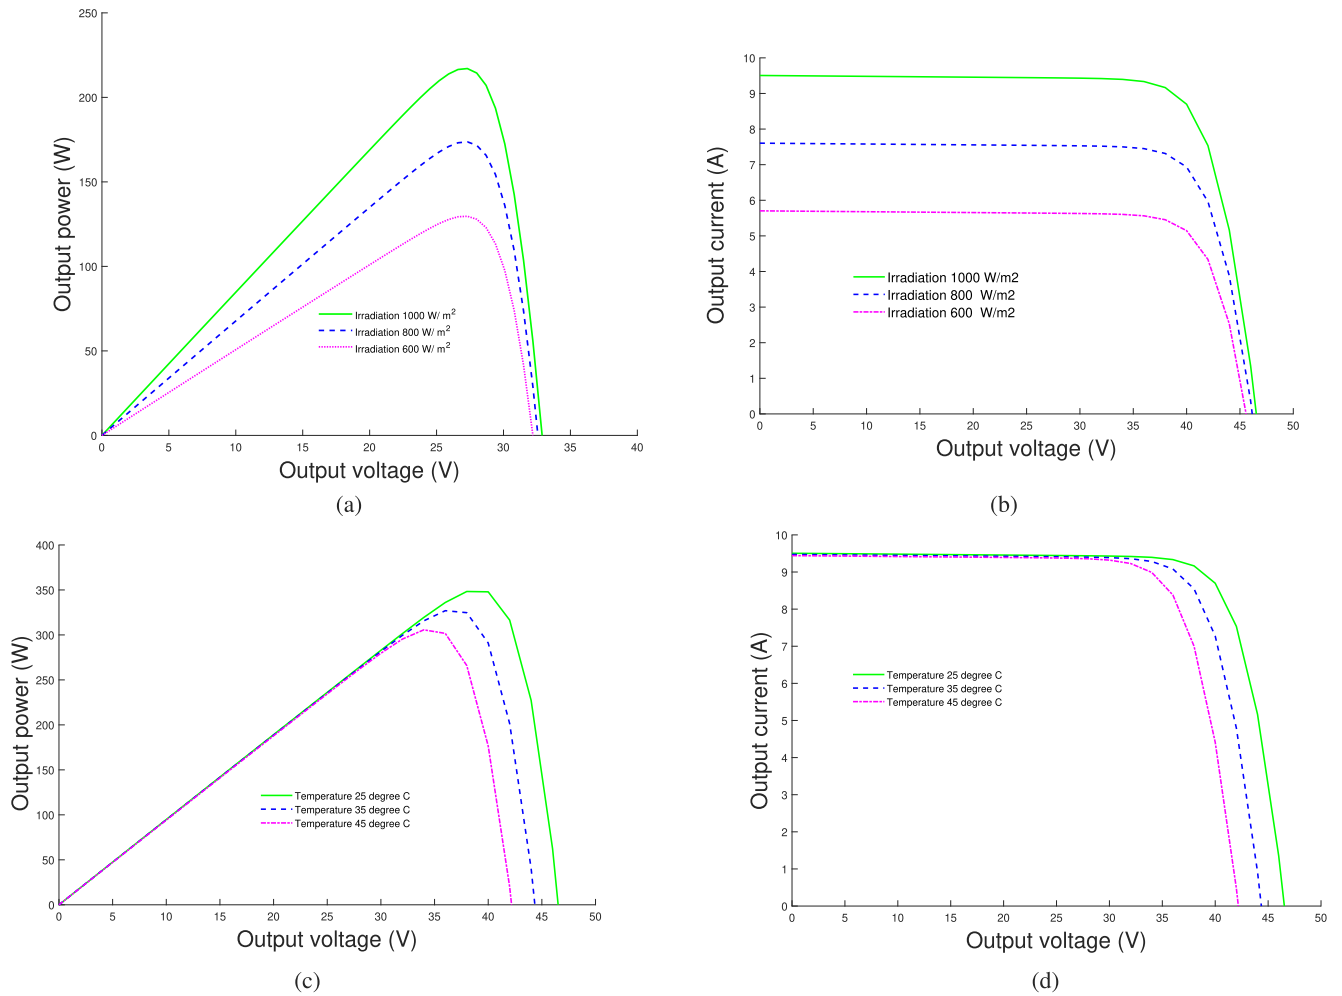 250
200
150
100
50
0
Output power (W)
Irradiation 1000 W/ m2
Irradiation 800 W/ m2
Irradiation 600 W/ m2
0 5 10 15 20 25 30 35 40
Output voltage (V)
(a)
10
9
8
7
6
5
4
3
2
1
0
Output current (A)
Irradiation 1000 W/m2
Irradiation 800 W/m2
Irradiation 600 W/m2
0 5 10 15 20 25 30 35 40 45 50
Output voltage (V)
(b)
400
350
300
250
200
150
100
50
0
Output power (W)
Temperature 25 degree C
Temperature 35 degree C
Temperature 45 degree C
0 5 10 15 20 25 30 35 40 45 50
Output voltage (V)
(c)
10
9
8
7
6
5
4
3
2
1
0
Output current (A)
Temperature 25 degree C
Temperature 35 degree C
Temperature 45 degree C
0 5 10 15 20 25 30 35 40 45 50
Output voltage (V)
(d)